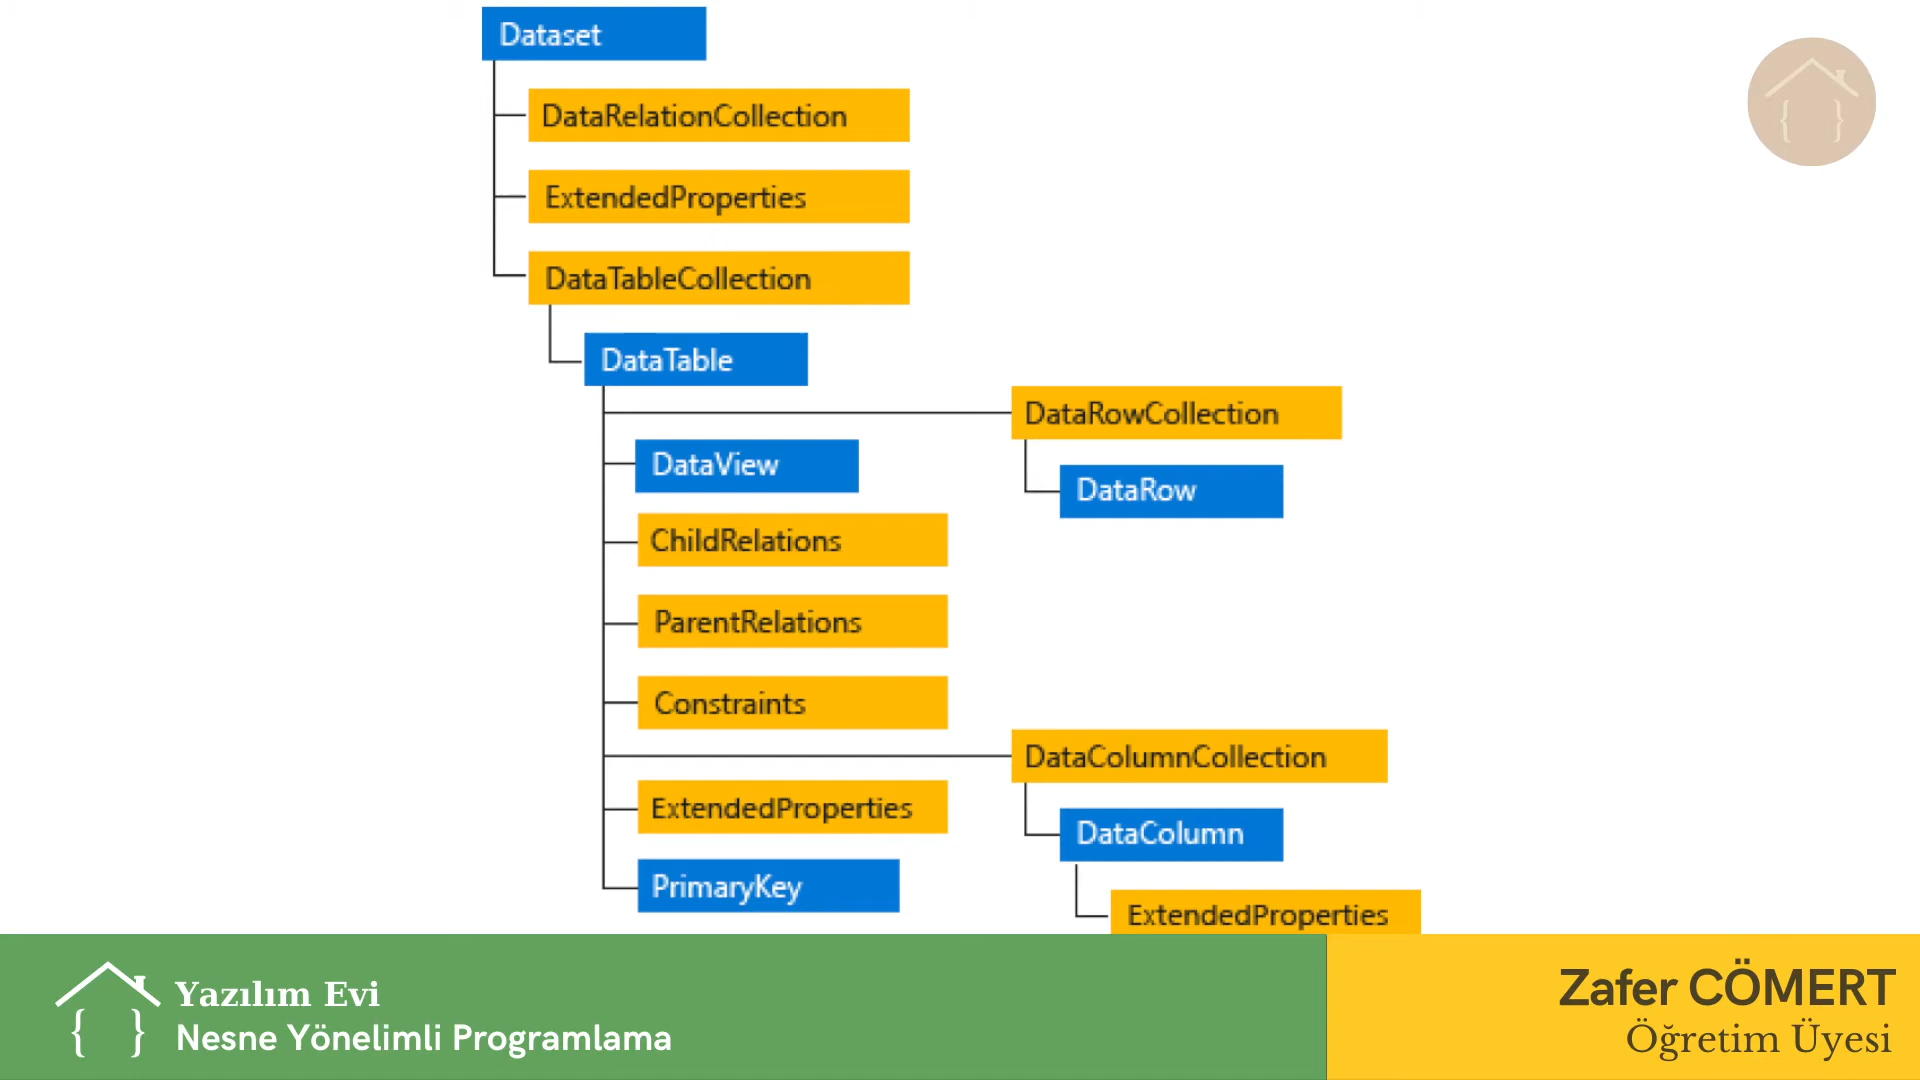 Dataset
DataRelationCollection
ExtendedProperties
DataTableCollection
DataTable
DataRowCollection
DataView
DataRow
ChildRelations
ParentRelations
Constraints
DataColumnCollection
ExtendedProperties
DataColumn
PrimaryKey
ExtendedProperties
Yazılım Evi
Nesne Yönelimli Programlama
Zafer CÖMERT
Öğretim Üyesi